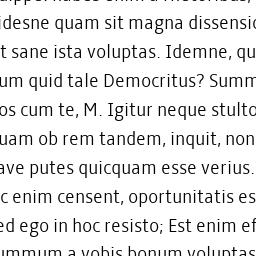 idesne quam sit magna dissensio
t sane ista voluptas. Idemne, qu
um quid tale Democritus? Summ
os cum te, M. Igitur neque stulto
uam ob rem tandem, inquit, non
ave putes quicquam esse verius.
c enim censent, oportunitatis es
ed ego in hoc resisto; Est enim ef
ummum a vobis bonum voluptas